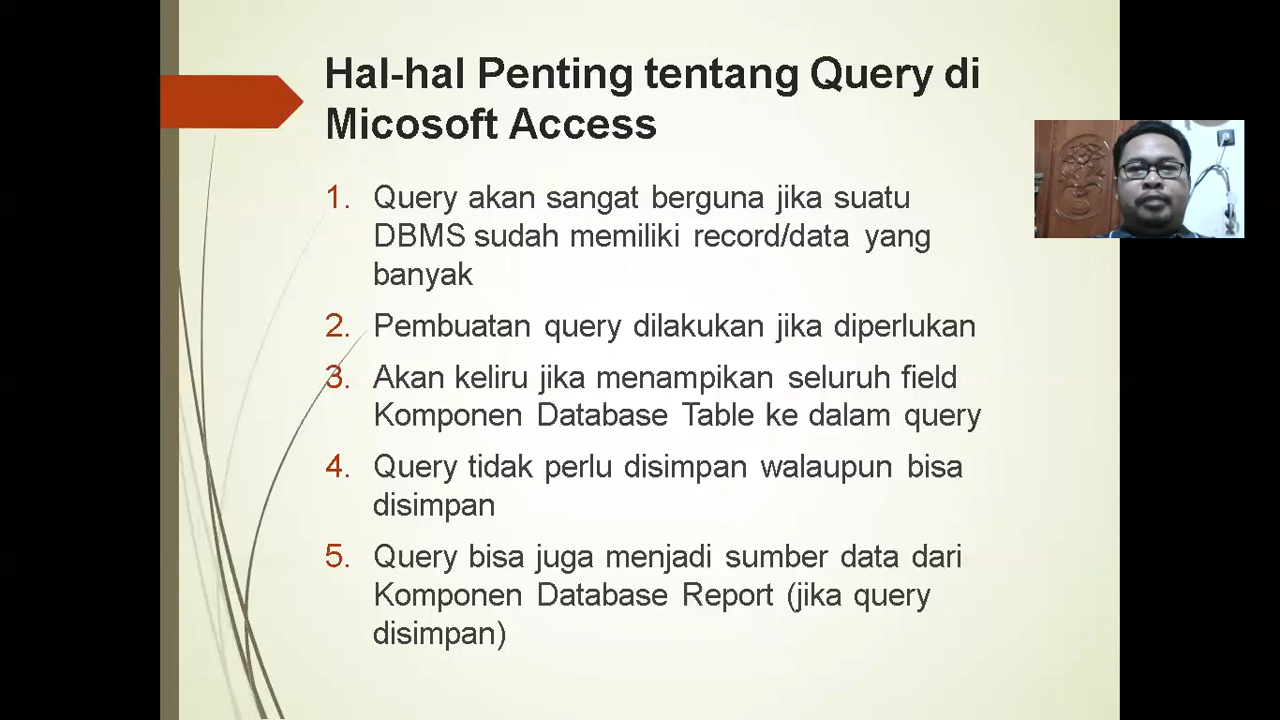 Hal-hal Penting tentang Query di
Micosoft Access
1. Query akan sangat berguna jika suatu
DBMS sudah memiliki record/data yang
banyak
2. Pembuatan query dilakukan jika diperlukan
3. Akan keliru jika menampikan seluruh field
Komponen Database Table ke dalam query
4. Query tidak perlu disimpan walaupun bisa
disimpan
5. Query bisa juga menjadi sumber data dari
Komponen Database Report (jika query
disimpan)